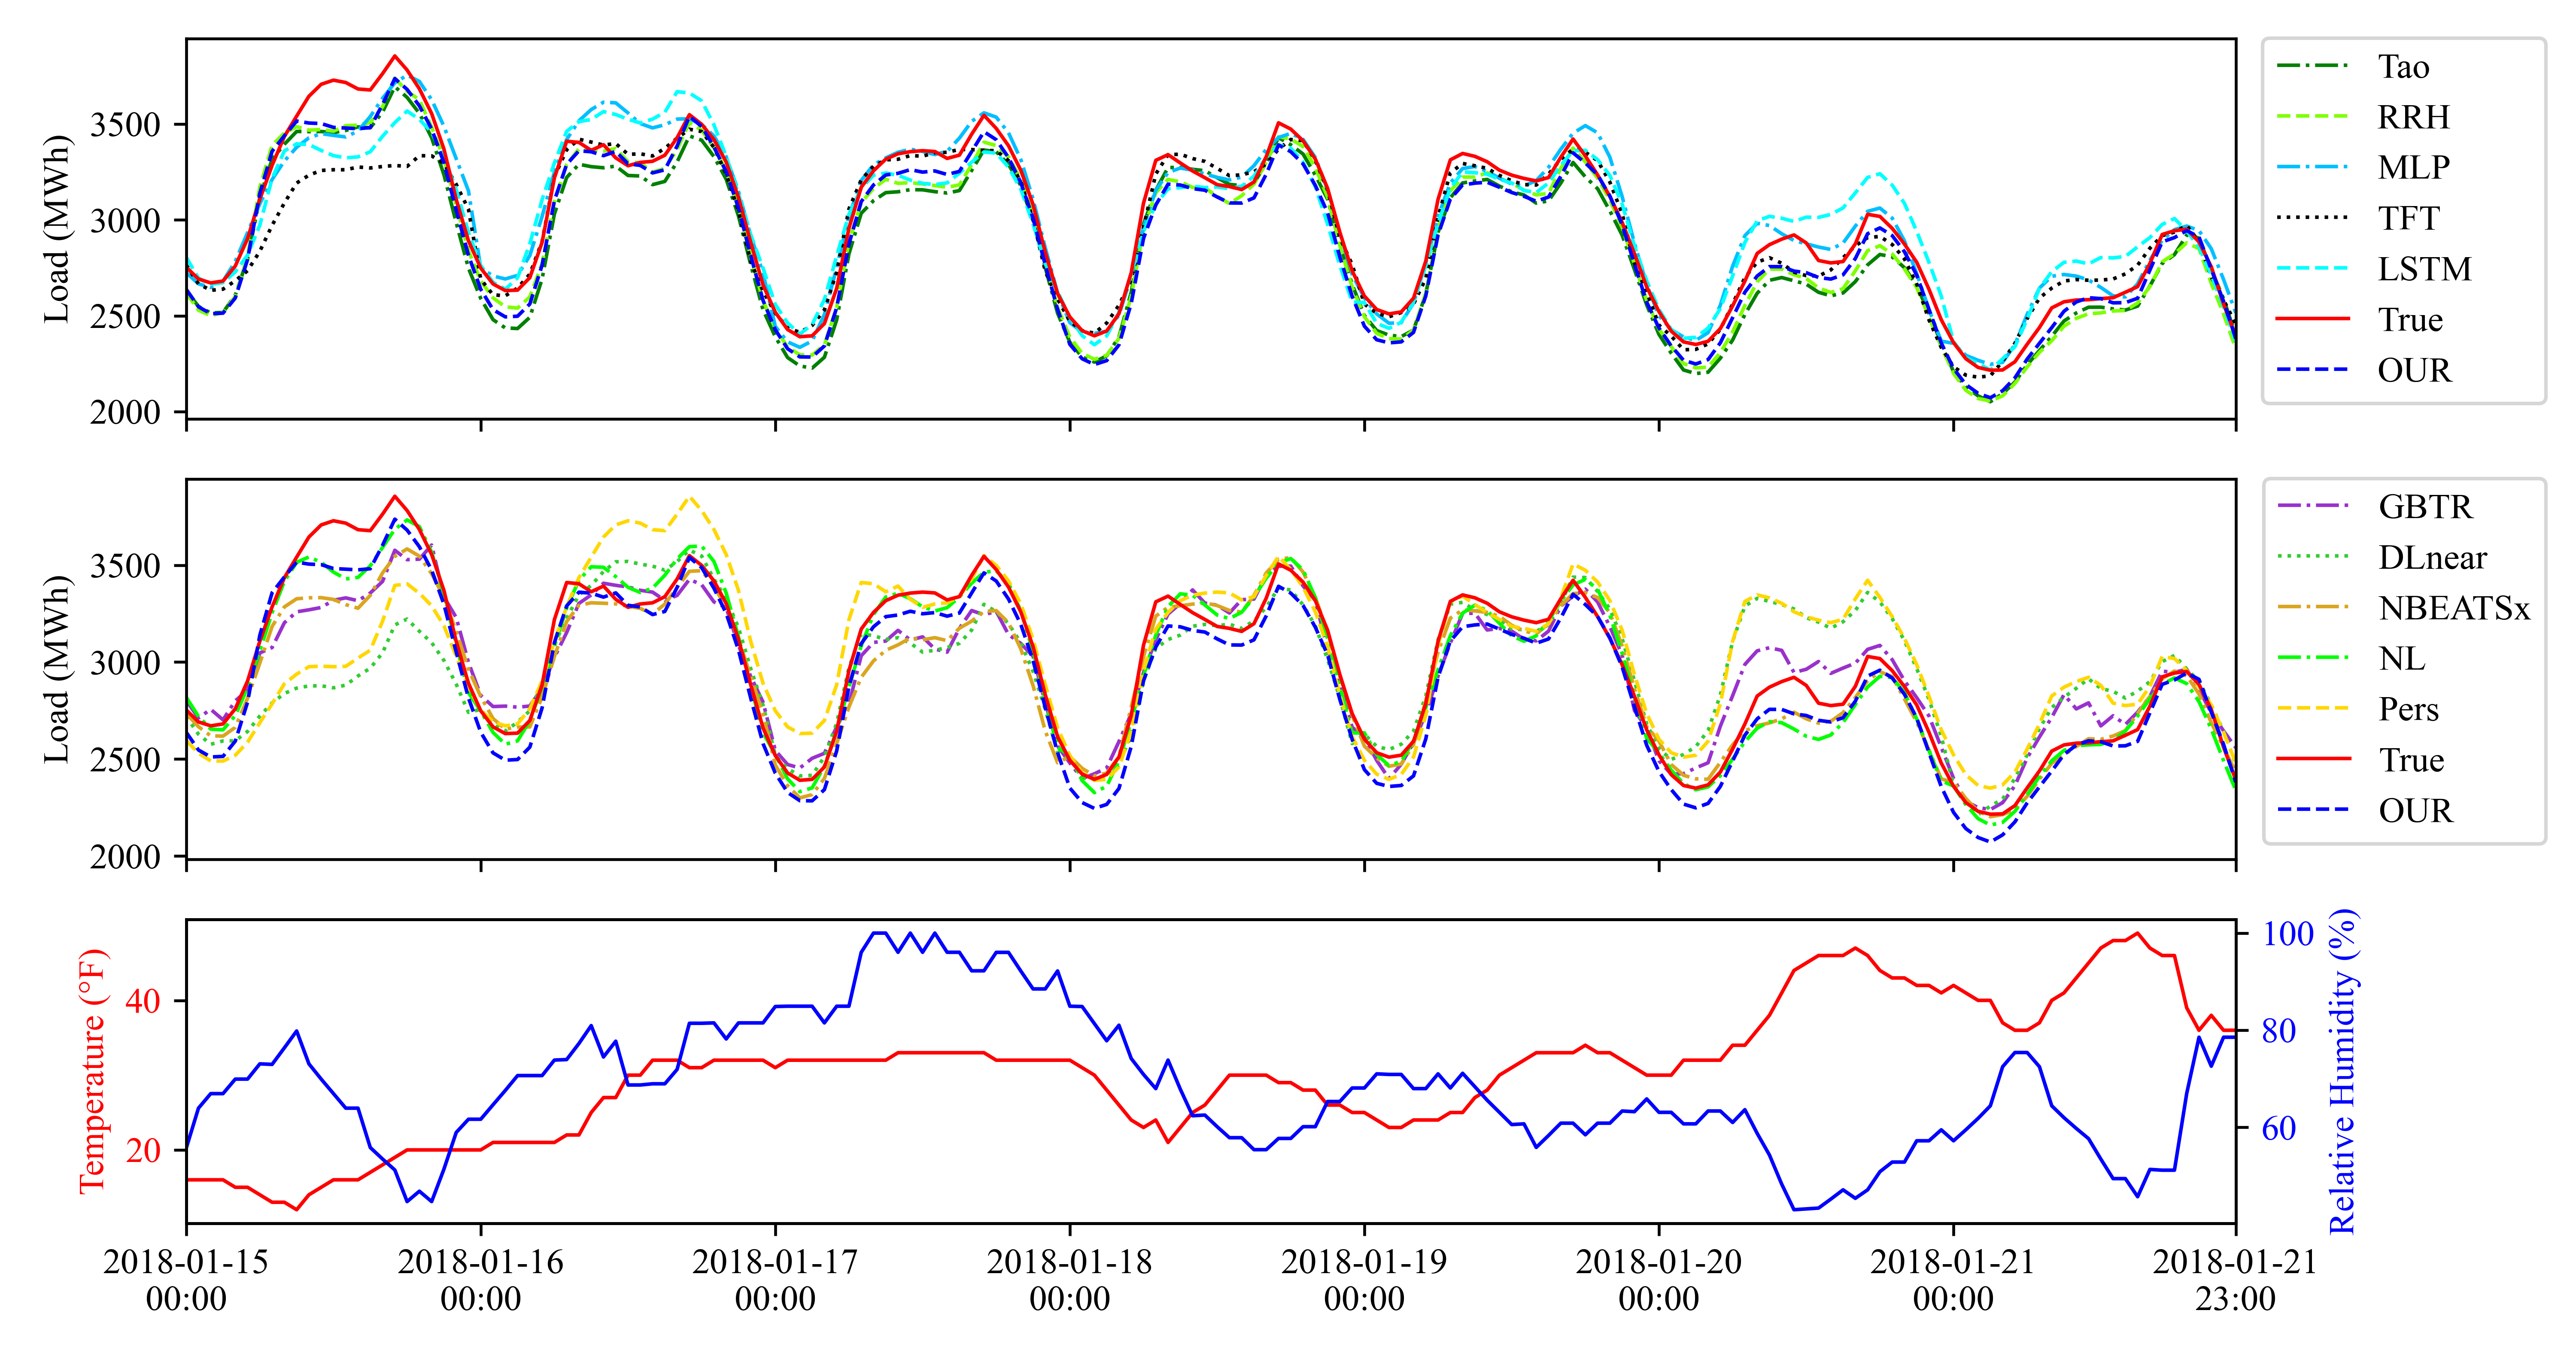 Load (MWh)
3500
3000
2500
2000
Tao
RRH
MLP
TFT
LSTM
True
OUR
Load (MWh)
3500
3000
2500
2000
GBTR
DLnear
NBEATSx
NL
Pers
True
OUR
Temperature (°F)
40
20
100
80
60
Relative Humidity (%)
2018-01-15 2018-01-16 2018-01-17 2018-01-18 2018-01-19 2018-01-20 2018-01-21 2018-01-21
00:00 00:00 00:00 00:00 00:00 00:00 00:00 23:00